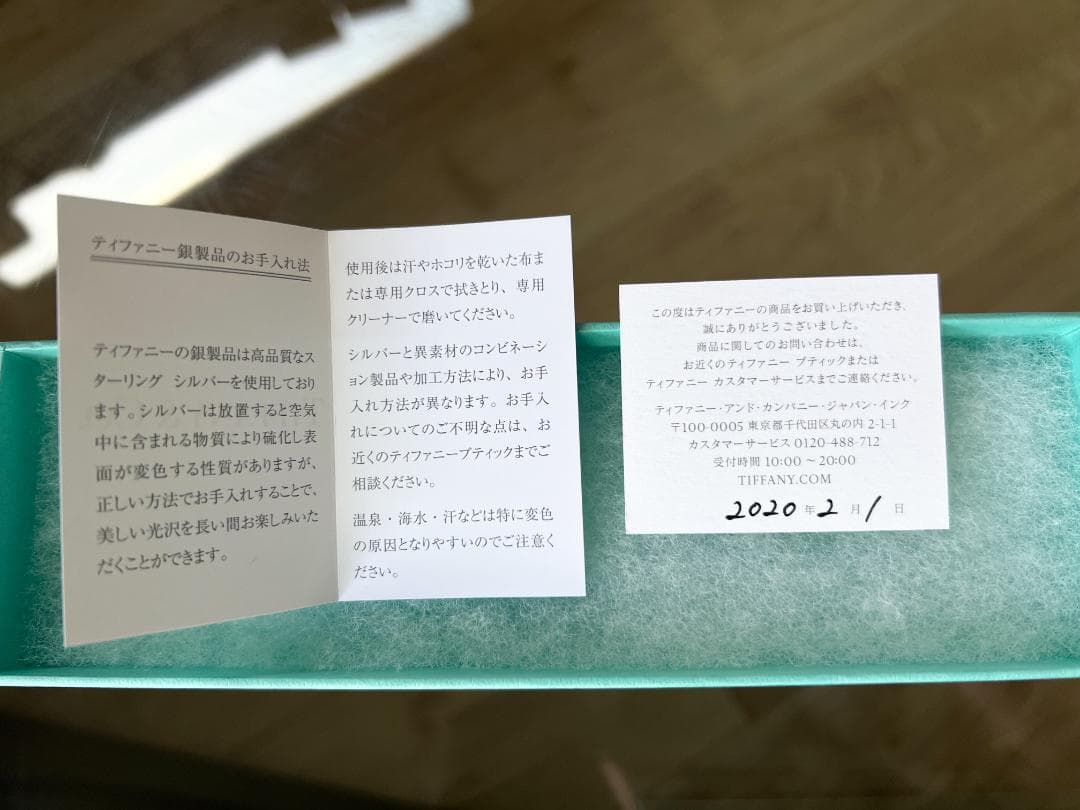 ティファニー銀製品のお手入れ法
ティファニーの銀製品は高品質なス
ターリング シルバーを使用しており
ます。シルバーは放置すると空気
中に含まれる物質により硫化し表
面が変色する性質がありますが、
正しい方法でお手入れすることで、
美しい光沢を長い間お楽しみいた
だくことができます。
使用後は汗やホコリを乾いた布ま
たは専用クロスで拭きとり、専用
クリーナーで磨いてください。
シルバーと異素材のコンビネーシ
ョン製品や加工方法により、お手
入れ方法が異なります。お手入
れについてのご不明な点は、お
近くのティファニーブティックまでご
相談ください。
温泉・海水・汗などは特に変色
の原因となりやすいのでご注意く
ださい。
この度はティファニーの商品をお買い上げいただき、
誠にありがとうございました。
商品に関してのお問い合わせは、
お近くのティファニー ブティックまたは
ティファニー カスタマーサービスまでご連絡ください。
ティファニー・アンド・カンパニー・ジャパン・インク
〒100-0005 東京都千代田区丸の内 2-1-1
カスタマーサービス 0120-488-712
受付時間 10:00 ~ 20:00
TIFFANY.COM
2020 年 2 月 1 日